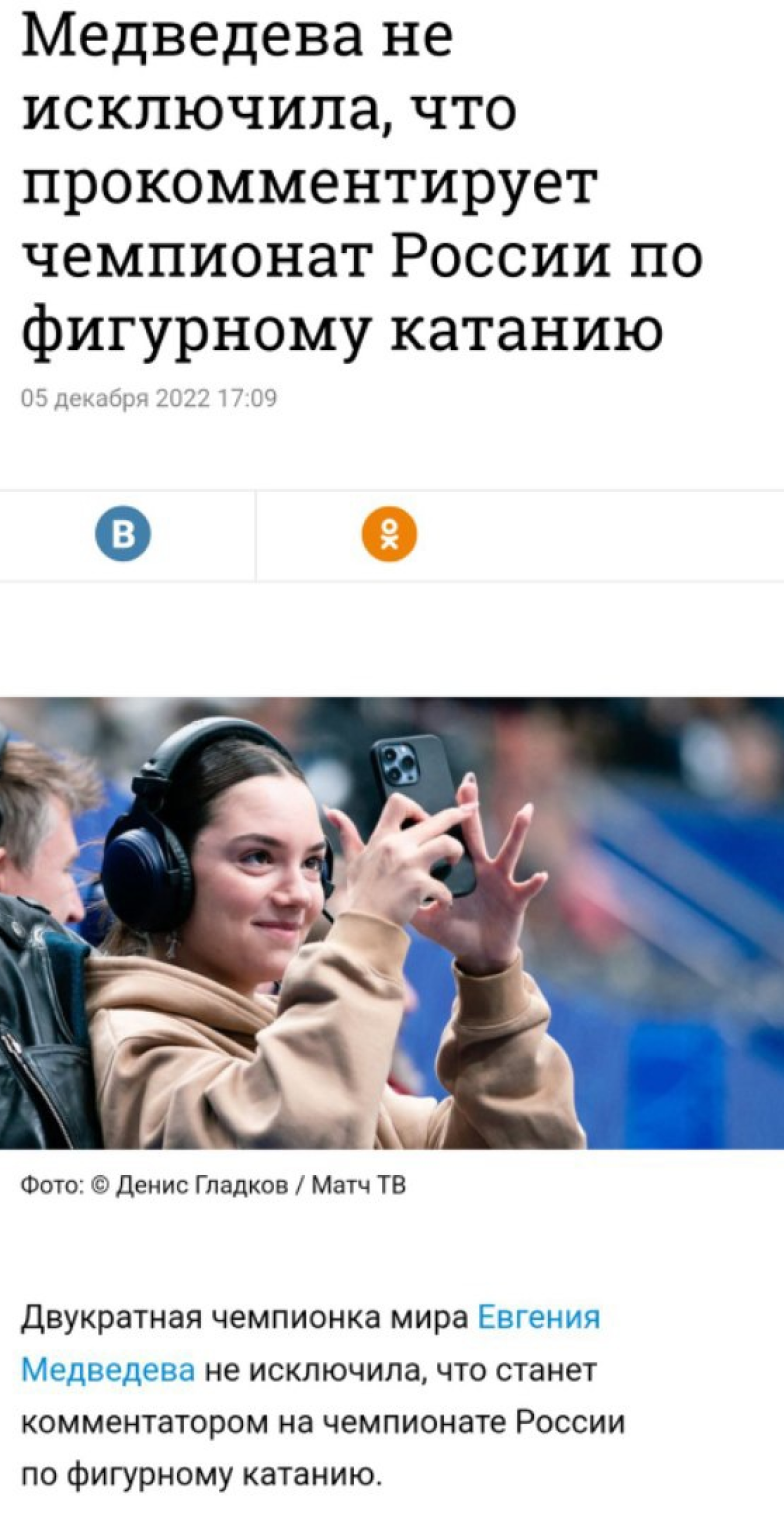 Медведева не
исключила, что
прокомментирует
чемпионат России по
фигурному катанию
05 декабря 2022 17:09
В
Фото: © Денис Гладков / Матч ТВ
Двукратная чемпионка мира Евгения
Медведева не исключила, что станет
комментатором на чемпионате России
по фигурному катанию.